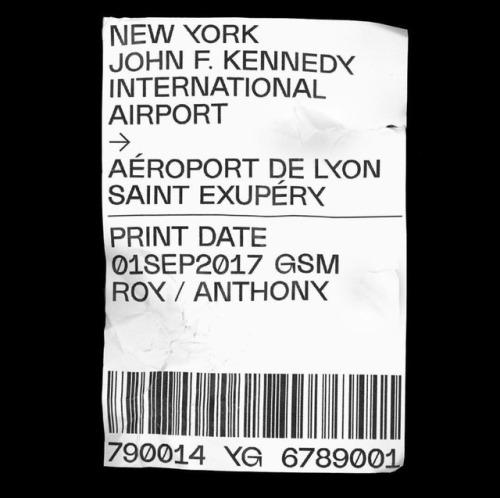 NEW YORK
JOHN F. KENNEDY
INTERNATIONAL
AIRPORT
→
AÉROPORT DE LYON
SAINT EXUPÉRY
PRINT DATE
01SEP2017 GSM
ROY / ANTHONY
790014 YG 6789001